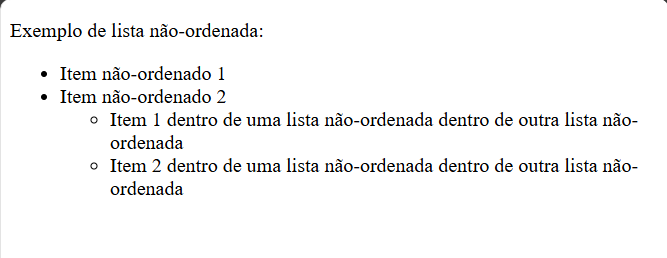 Exemplo de lista não-ordenada:
Item não-ordenado 1
Item não-ordenado 2
Item 1 dentro de uma lista não-ordenada dentro de outra lista não-
ordenada
Item 2 dentro de uma lista não-ordenada dentro de outra lista não-
ordenada